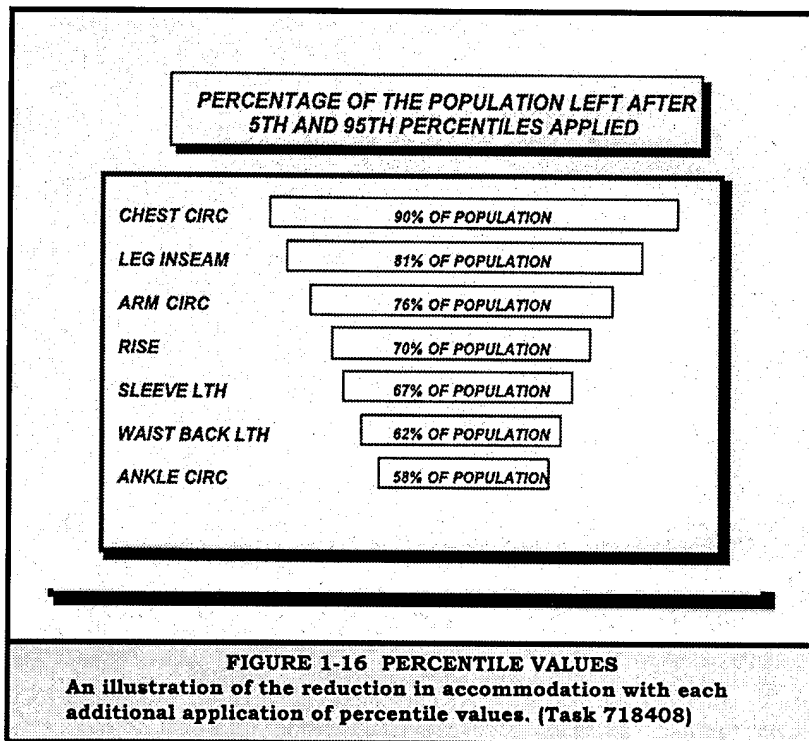 PERCENTAGE OF THE POPULATION LEFT AFTER
5TH AND 95TH PERCENTILES APPLIED
CHEST CIRC 90% OF POPULATION
LEG INSEAM 81% OF POPULATION
ARM CIRC 76% OF POPULATION
RISE 70% OF POPULATION
SLEEVE LTH 67% OF POPULATION
WAIST BACK LTH 62% OF POPULATION
ANKLE CIRC 58% OF POPULATION
FIGURE 1-16 PERCENTILE VALUES
An illustration of the reduction in accommodation with each
additional application of percentile values. (Task 718408)